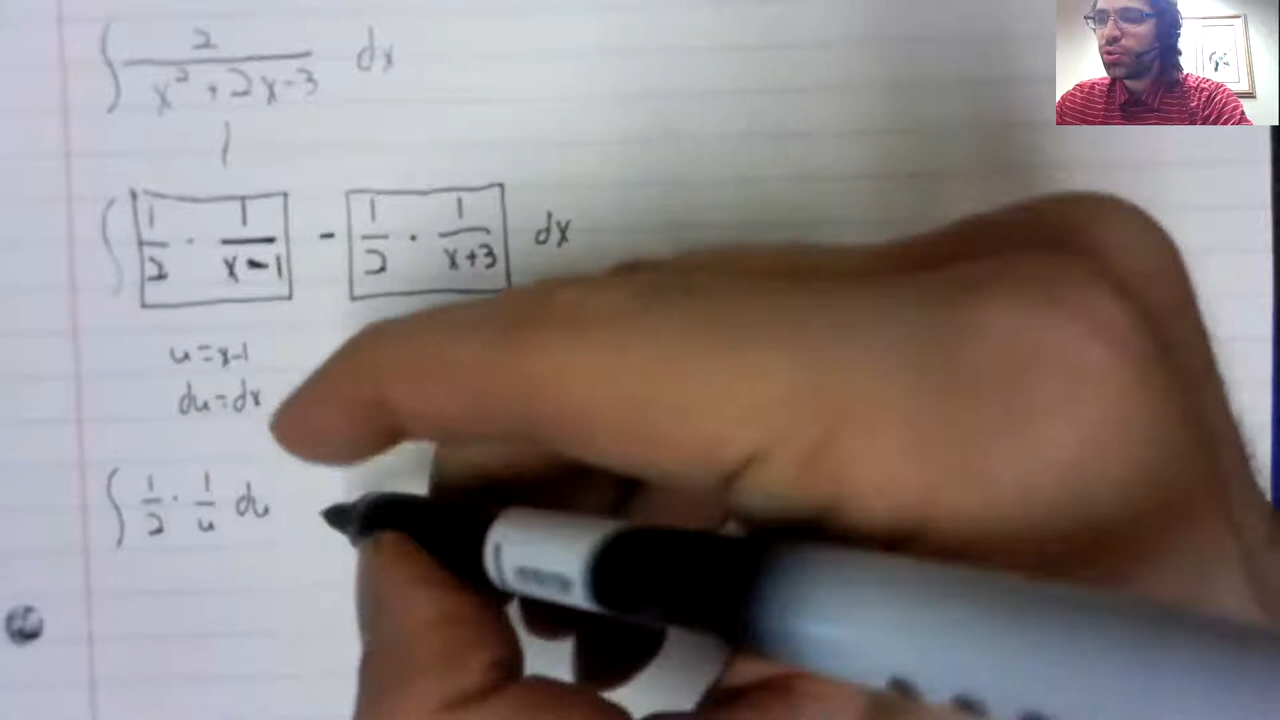 ∫ 2/(x² + 2x-3) dx
∫ 1/2 · 1/(x-1) - 1/2 · 1/(x+3) dx
u=x-1
du=dx
∫ 1/2 · 1/u du